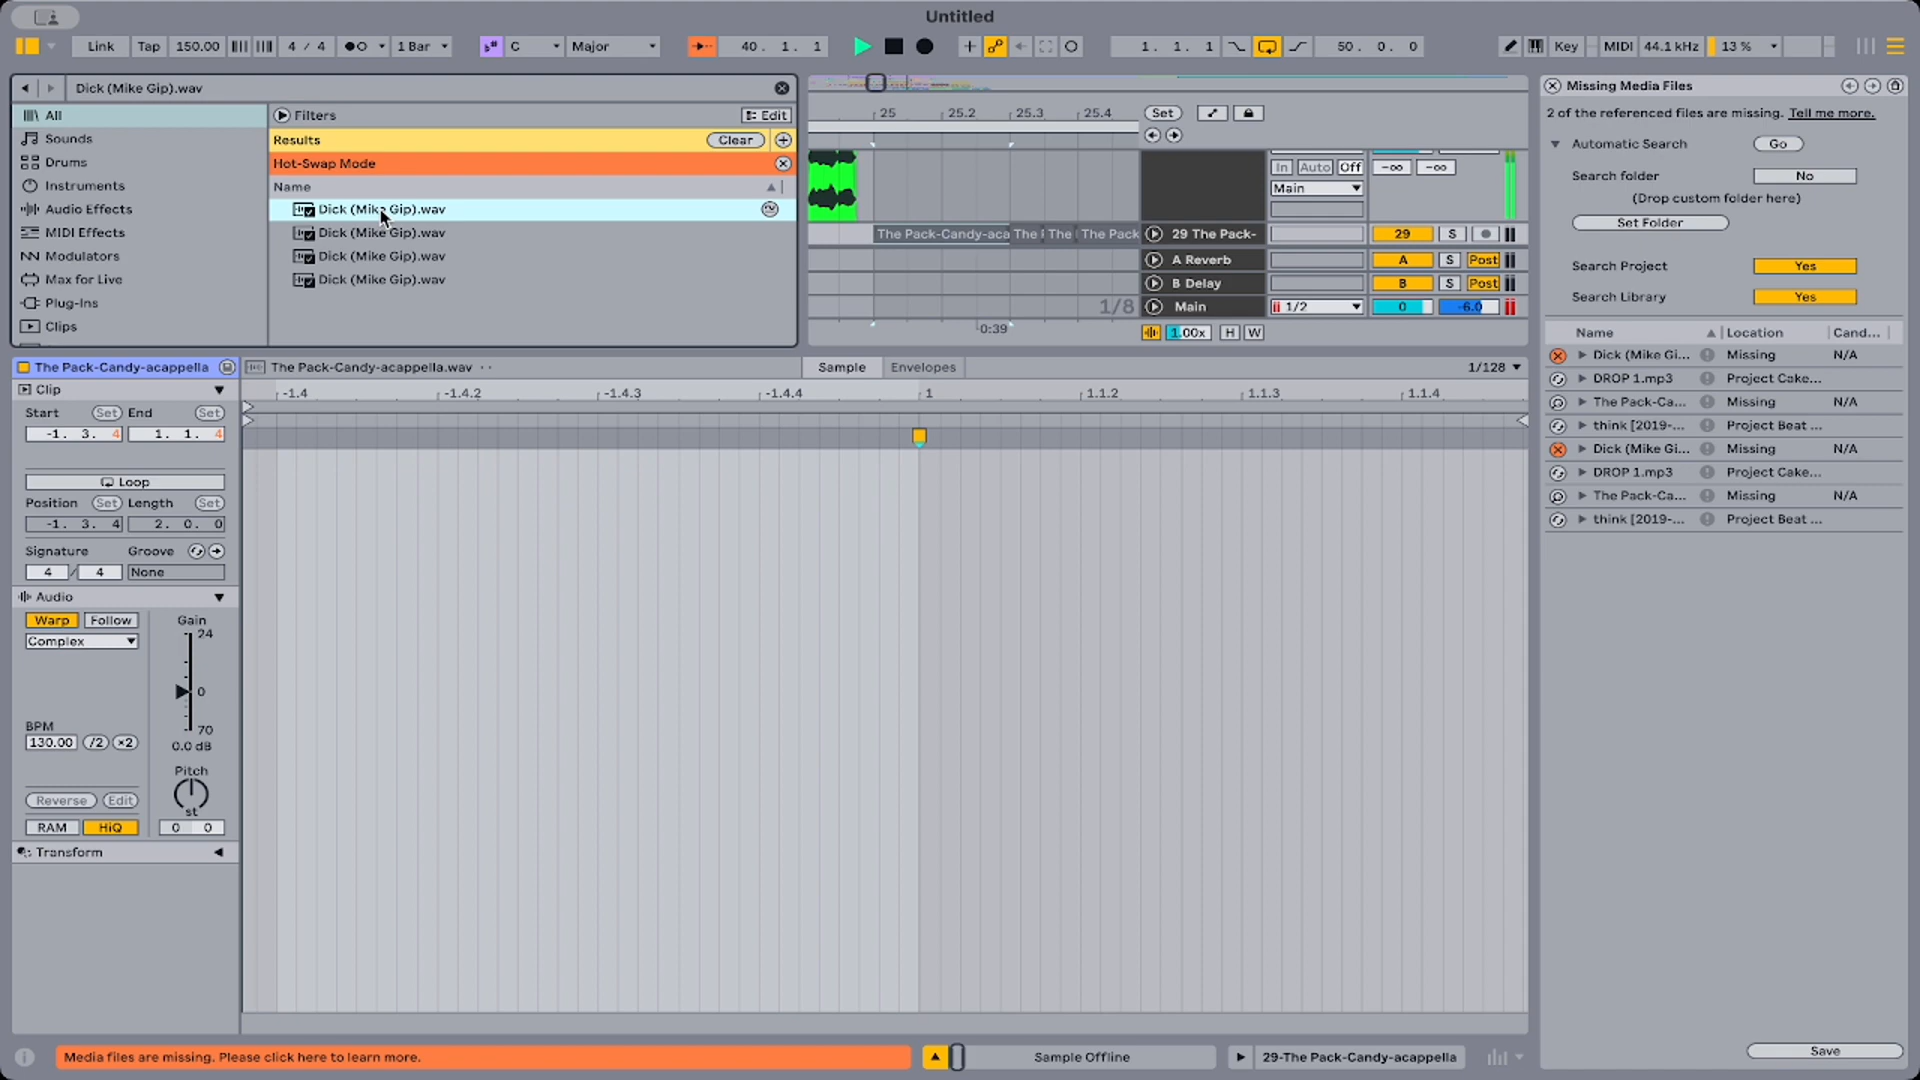 Untitled
Link Tap 150.00 4 / 4 1 Bar C Major 40. 1. 1 1. 1. 1 50. 0. 0 Key MIDI 44.1 kHz 13 %
Dick (Mike Gip).wav
All
Sounds
Drums
Instruments
Audio Effects
MIDI Effects
Modulators
Max for Live
Plug-Ins
Clips
Filters Edit
Results Clear
Hot-Swap Mode
Name
Dick (Mike Gip).wav
Dick (Mike Gip).wav
Dick (Mike Gip).wav
Dick (Mike Gip).wav
25 25.2 25.3 25.4 Set
In Auto Off -∞ -∞
Main
The Pack-Candy-aca The The The Pack 29 The Pack- 29 S
A Reverb A S Post
B Delay B S Post
1/8 Main 1/2 0 -6.0
0:39 1.00x H W
Missing Media Files
2 of the referenced files are missing. Tell me more.
Automatic Search Go
Search folder No
(Drop custom folder here)
Set Folder
Search Project Yes
Search Library Yes
Name Location Cand...
Dick (Mike Gi... Missing N/A
DROP 1.mp3 Project Cake...
The Pack-Ca... Missing N/A
think [2019-... Project Beat ...
Dick (Mike Gi... Missing N/A
DROP 1.mp3 Project Cake...
The Pack-Ca... Missing N/A
think [2019-... Project Beat ...
Save
The Pack-Candy-acappella
Clip
Start Set End Set
-1. 3. 4 1. 1. 4
Loop
Position Set Length Set
-1. 3. 4 2. 0. 0
Signature Groove
4 / 4 None
Audio
Warp Follow Gain
Complex 24
0
70
0.0 dB
BPM
130.00 /2 ×2
Pitch
st
Reverse Edit
RAM HiQ 0 0
Transform
The Pack-Candy-acappella.wav Sample Envelopes 1/128
-1.4 -1.4.2 -1.4.3 -1.4.4 1 1.1.2 1.1.3 1.1.4
Media files are missing. Please click here to learn more. Sample Offline 29-The Pack-Candy-acappella